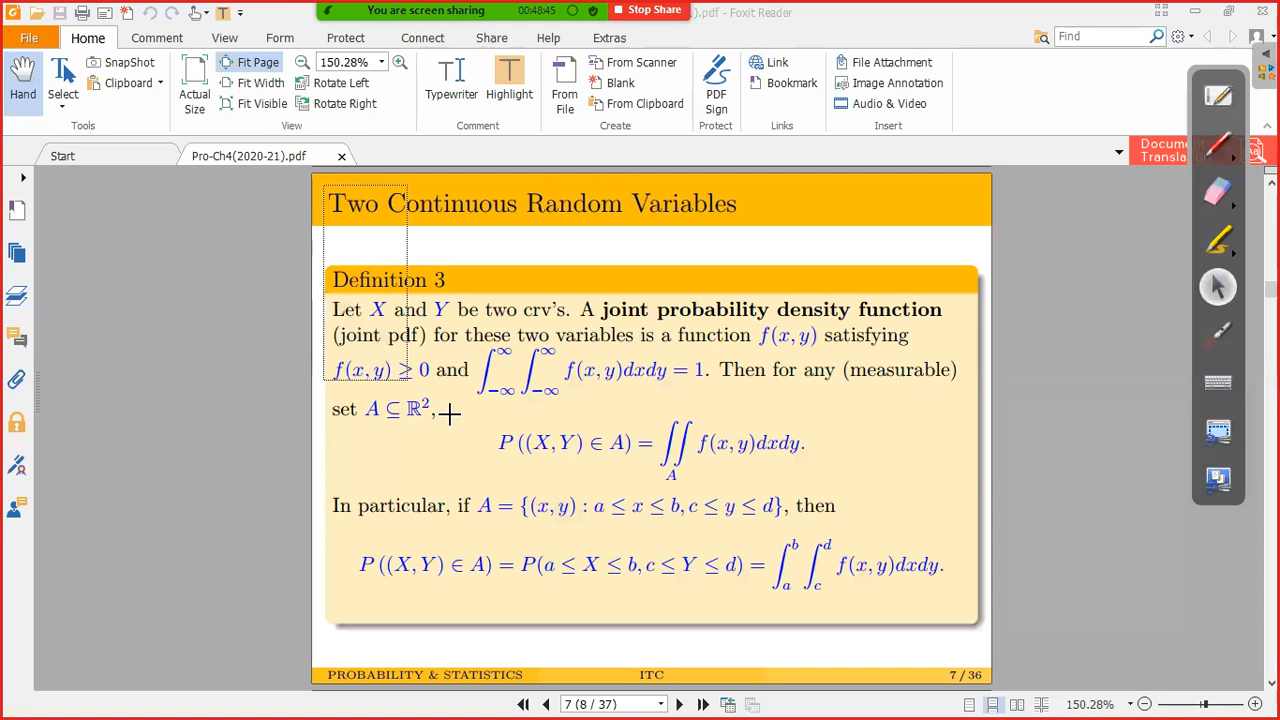 You are screen sharing 00:48:45 Stop Share ).pdf - Foxit Reader
File Home Comment View Form Protect Connect Share Help Extras Find
Hand Select SnapShot Clipboard Actual Size Fit Page Fit Width Fit Visible 150.28% Rotate Left Rotate Right Typewriter Highlight From File From Scanner Blank From Clipboard PDF Sign Link Bookmark File Attachment Image Annotation Audio & Video
Tools View Comment Create Protect Links Insert
Start Pro-Ch4(2020-21).pdf
Two Continuous Random Variables
Definition 3
Let X and Y be two crv's. A joint probability density function
(joint pdf) for these two variables is a function f(x, y) satisfying
f(x, y) ≥ 0 and ∫_{−∞}^{∞} ∫_{−∞}^{∞} f(x, y)dxdy = 1. Then for any (measurable)
set A ⊆ ℝ²,
P ((X, Y) ∈ A) = ∬_A f(x, y)dxdy.
In particular, if A = {(x, y) : a ≤ x ≤ b, c ≤ y ≤ d}, then
P ((X, Y) ∈ A) = P(a ≤ X ≤ b, c ≤ Y ≤ d) = ∫_a^b ∫_c^d f(x, y)dxdy.
PROBABILITY & STATISTICS ITC 7 / 36
7 (8 / 37) 150.28%